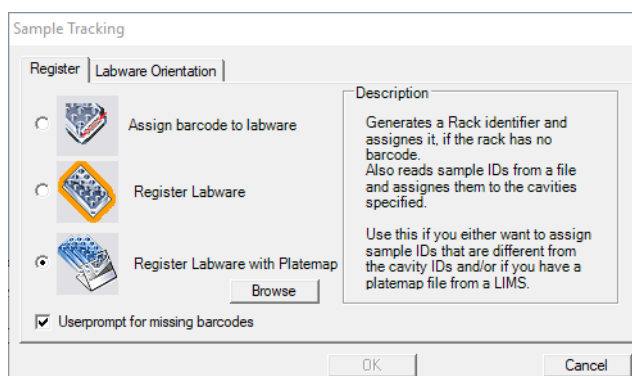 Sample Tracking
Register
Labware Orientation
Assign barcode to labware
Register Labware
Register Labware with Platemap
Browse
Userprompt for missing barcodes
Description
Generates a Rack identifier and
assignes it, if the rack has no
barcode.
Also reads sample IDs from a file
and assignes them to the cavities
specified.
Use this if you either want to assign
sample IDs that are different from
the cavity IDs and/or if you have a
platemap file from a LIMS.
OK
Cancel